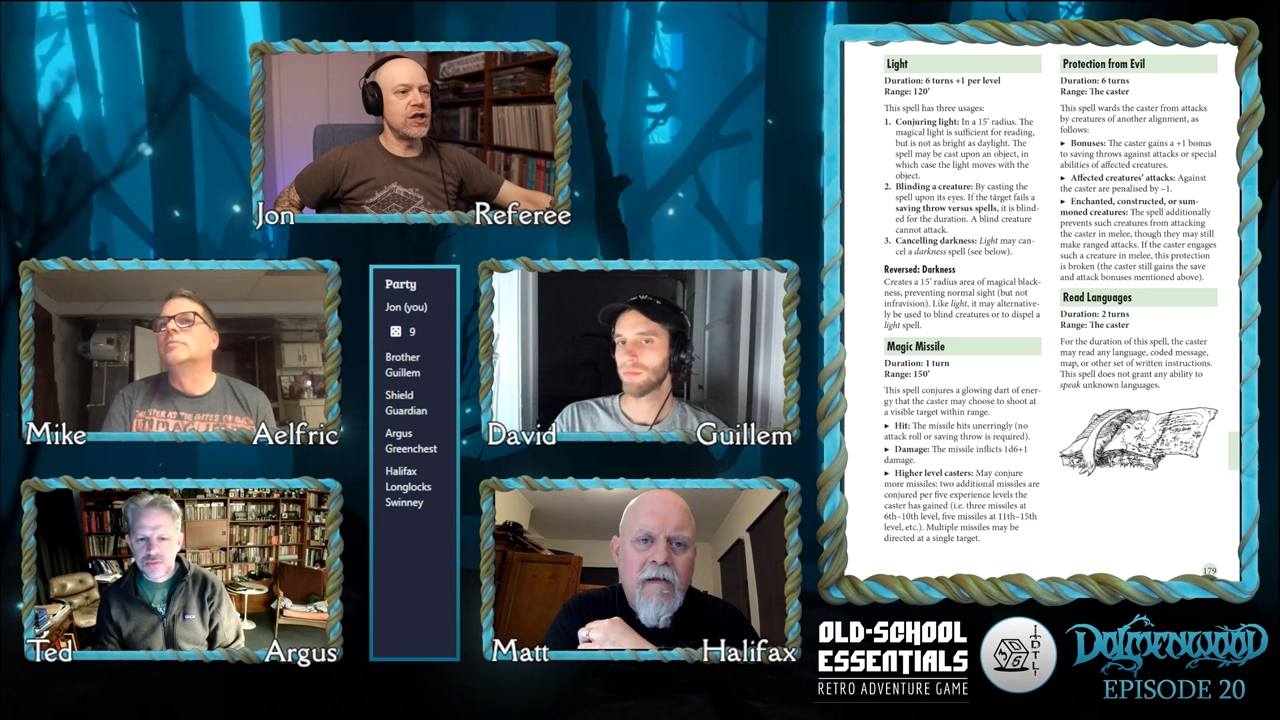 Jon
Referee
Mike
Aelfric
David
Guillem
Ted
Argus
Matt
Halifax
Party
Jon (you)
9
Brother
Guillem
Shield
Guardian
Argus
Greenchest
Halifax
Longlocks
Swinney
Light
Duration: 6 turns +1 per level
Range: 120'
This spell has three usages:
1. Conjuring light: In a 15' radius. The
magical light is sufficient for reading,
but is not as bright as daylight. The
spell may be cast upon an object, in
which case the light moves with the
object.
2. Blinding a creature: By casting the
spell upon its eyes. If the target fails a
saving throw versus spells, it is blind-
ed for the duration. A blind creature
cannot attack.
3. Cancelling darkness: Light may can-
cel a darkness spell (see below).
Reversed: Darkness
Creates a 15' radius area of magical black-
ness, preventing normal sight (but not
infravision). Like light, it may alternative-
ly be used to blind creatures or to dispel a
light spell.
Magic Missile
Duration: 1 turn
Range: 150'
This spell conjures a glowing dart of ener-
gy that the caster may choose to shoot at
a visible target within range.
▶ Hit: The missile hits unerringly (no
attack roll or saving throw is required).
▶ Damage: The missile inflicts 1d6+1
damage.
▶ Higher level casters: May conjure
more missiles: two additional missiles are
conjured per five experience levels the
caster has gained (i.e. three missiles at
6th–10th level, five missiles at 11th–15th
level, etc.). Multiple missiles may be
directed at a single target.
Protection from Evil
Duration: 6 turns
Range: The caster
This spell wards the caster from attacks
by creatures of another alignment, as
follows:
▶ Bonuses: The caster gains a +1 bonus
to saving throws against attacks or special
abilities of affected creatures.
▶ Affected creatures' attacks: Against
the caster are penalised by –1.
▶ Enchanted, constructed, or sum-
moned creatures: The spell additionally
prevents such creatures from attacking
the caster in melee, though they may still
make ranged attacks. If the caster engages
such a creature in melee, this protection
is broken (the caster still gains the save
and attack bonuses mentioned above).
Read Languages
Duration: 2 turns
Range: The caster
For the duration of this spell, the caster
may read any language, coded message,
map, or other set of written instructions.
This spell does not grant any ability to
speak unknown languages.
179
OLD-SCHOOL
ESSENTIALS
RETRO ADVENTURE GAME
DOLMENWOOD
EPISODE 20